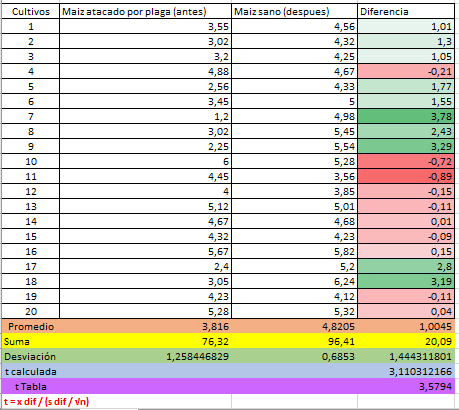 Cultivos Maiz atacado por plaga (antes) Maiz sano (despues) Diferencia
1 3,55 4,56 1,01
2 3,02 4,32 1,3
3 3,2 4,25 1,05
4 4,88 4,67 -0,21
5 2,56 4,33 1,77
6 3,45 5 1,55
7 1,2 4,98 3,78
8 3,02 5,45 2,43
9 2,25 5,54 3,29
10 6 5,28 -0,72
11 4,45 3,56 -0,89
12 4 3,85 -0,15
13 5,12 5,01 -0,11
14 4,67 4,68 0,01
15 4,32 4,23 -0,09
16 5,67 5,82 0,15
17 2,4 5,2 2,8
18 3,05 6,24 3,19
19 4,23 4,12 -0,11
20 5,28 5,32 0,04
Promedio 3,816 4,8205 1,0045
Suma 76,32 96,41 20,09
Desviación 1,258446829 0,6853 1,444311801
t calculada 3,110312166
t Tabla 3,5794
t = x dif / (s dif / √n)